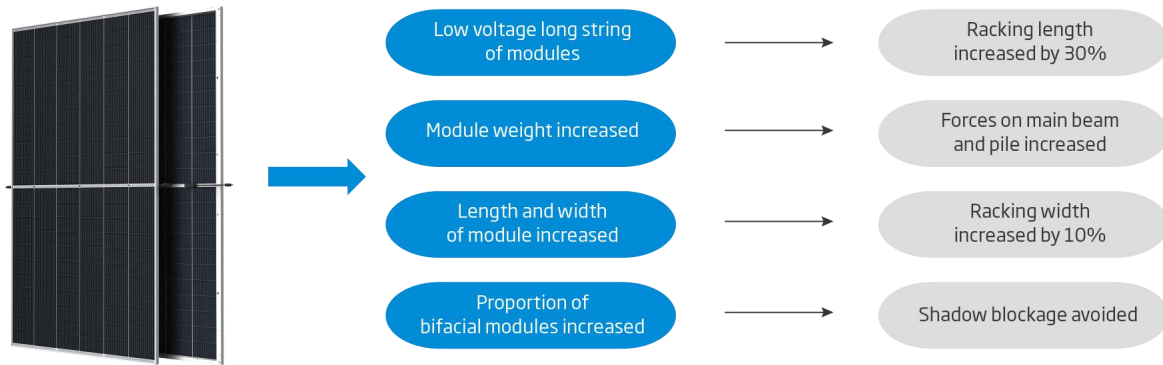 Low voltage long string
of modules
Racking length
increased by 30%
Module weight increased
Forces on main beam
and pile increased
Length and width
of module increased
Racking width
increased by 10%
Proportion of
bifacial modules increased
Shadow blockage avoided